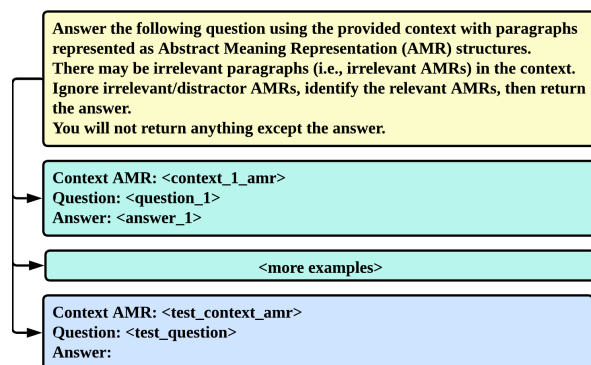 Answer the following question using the provided context with paragraphs
represented as Abstract Meaning Representation (AMR) structures.
There may be irrelevant paragraphs (i.e., irrelevant AMRs) in the context.
Ignore irrelevant/distractor AMRs, identify the relevant AMRs, then return
the answer.
You will not return anything except the answer.
Context AMR: <context_1_amr>
Question: <question_1>
Answer: <answer_1>
<more examples>
Context AMR: <test_context_amr>
Question: <test_question>
Answer: